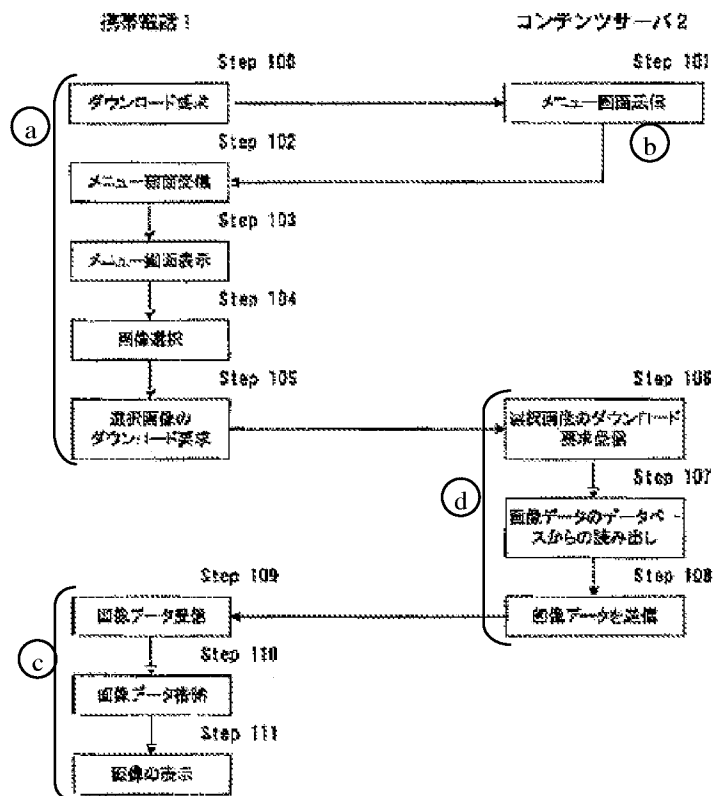 携帯電話1
コンテンツサーバ2
Step 100
Step 101
ダウンロード要求
メニュー画面送信
a
b
Step 102
メニュー画面受信
Step 103
メニュー画面表示
Step 104
画像選択
Step 105
Step 106
選択画像の
ダウンロード要求
選択画像のダウンロード
要求受信
Step 107
d
画像データのデータベー
スからの読み出し
Step 109
Step 108
画像データ受信
画像データを送信
c
Step 110
画像データ格納
Step 111
画像の表示